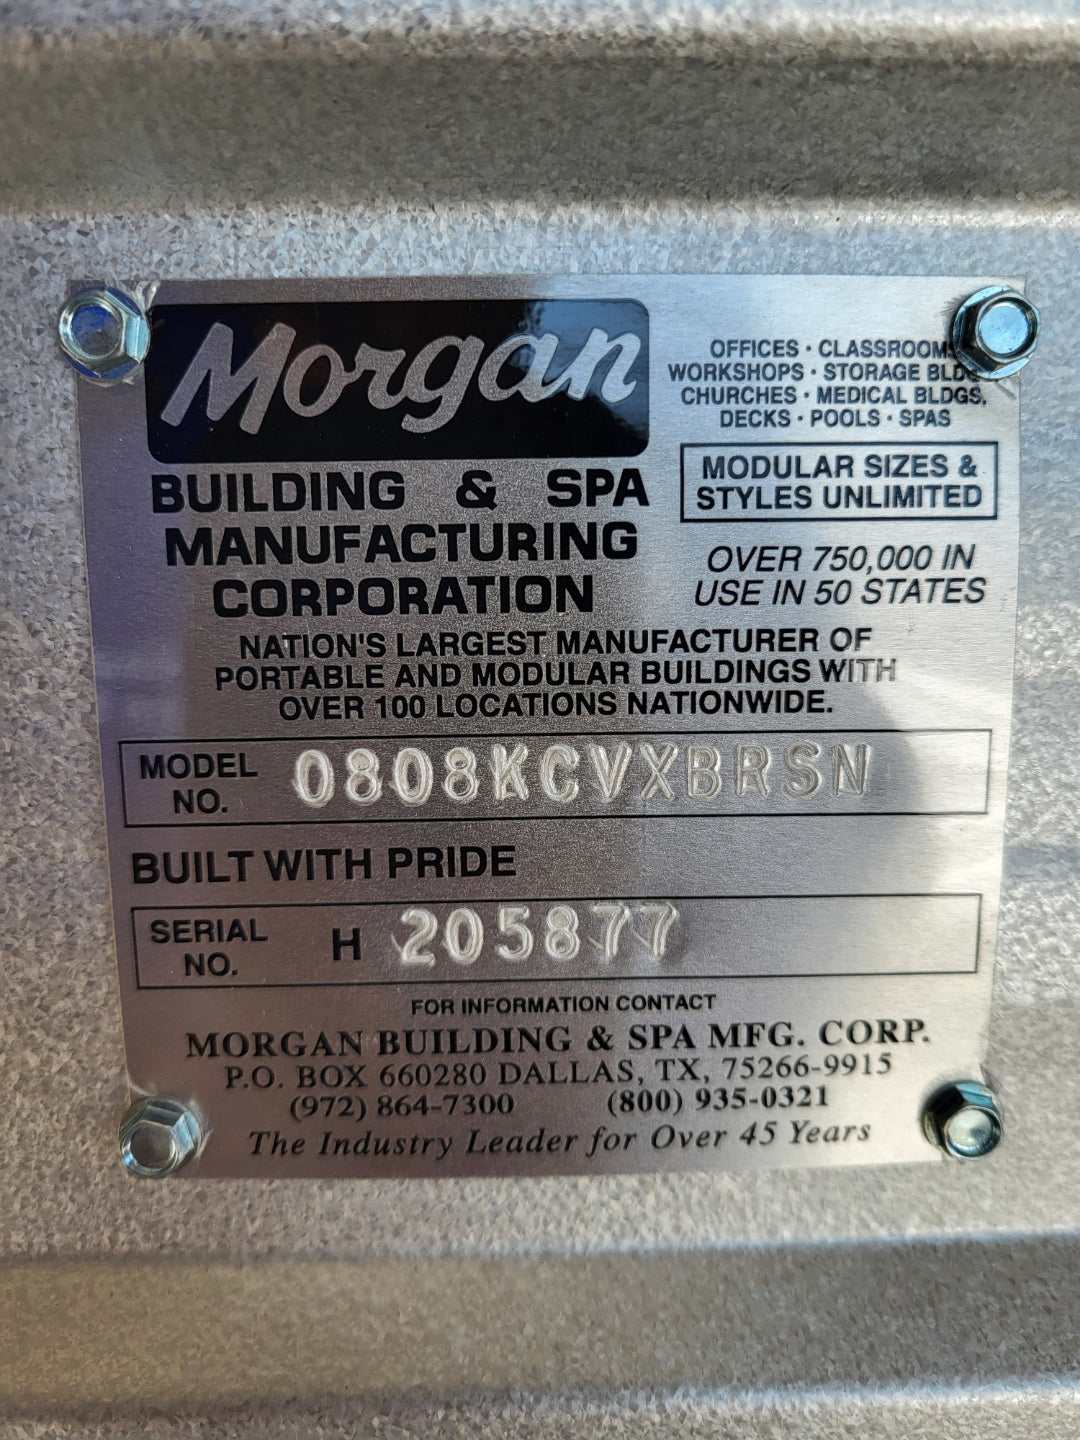 Morgan
BUILDING & SPA
MANUFACTURING
CORPORATION
OFFICES · CLASSROOMS
WORKSHOPS · STORAGE
CHURCHES · MEDICAL BLDGS,
DECKS · POOLS · SPAS
MODULAR SIZES &
STYLES UNLIMITED
OVER 750,000 IN
USE IN 50 STATES
NATION'S LARGEST MANUFACTURER OF
PORTABLE AND MODULAR BUILDINGS WITH
OVER 100 LOCATIONS NATIONWIDE.
MODEL NO. 0808KCVXBRSN
BUILT WITH PRIDE
SERIAL NO. H 205877
FOR INFORMATION CONTACT
MORGAN BUILDING & SPA MFG. CORP.
P.O. BOX 660280 DALLAS, TX, 75266-9915
(972) 864-7300 (800) 935-0321
The Industry Leader for Over 45 Years